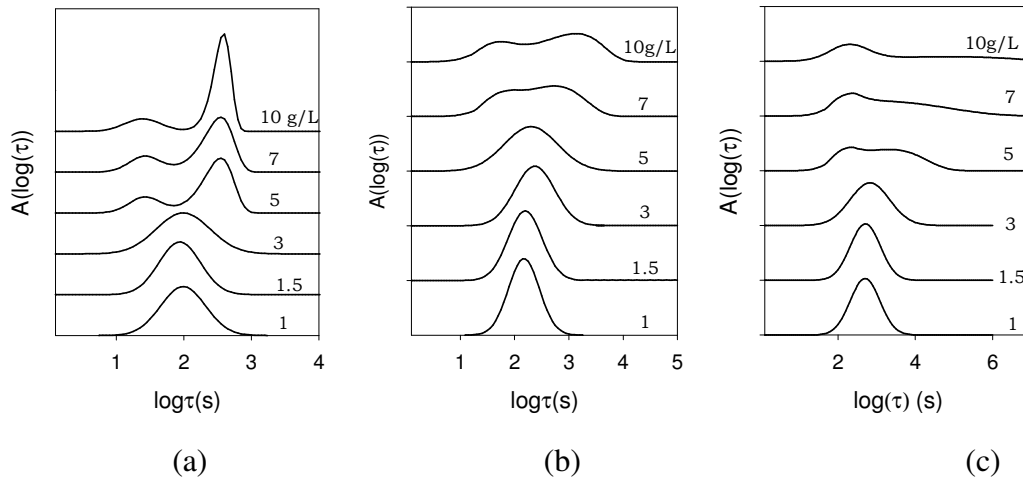 A(log(τ))
10 g/L
7
5
3
1.5
1
1 2 3 4
logτ(s)
(a)
A(log(τ))
10g/L
7
5
3
1.5
1
1 2 3 4 5
logτ(s)
(b)
A(log(τ))
10g/L
7
5
3
1.5
1
2 4 6
log(τ) (s)
(c)